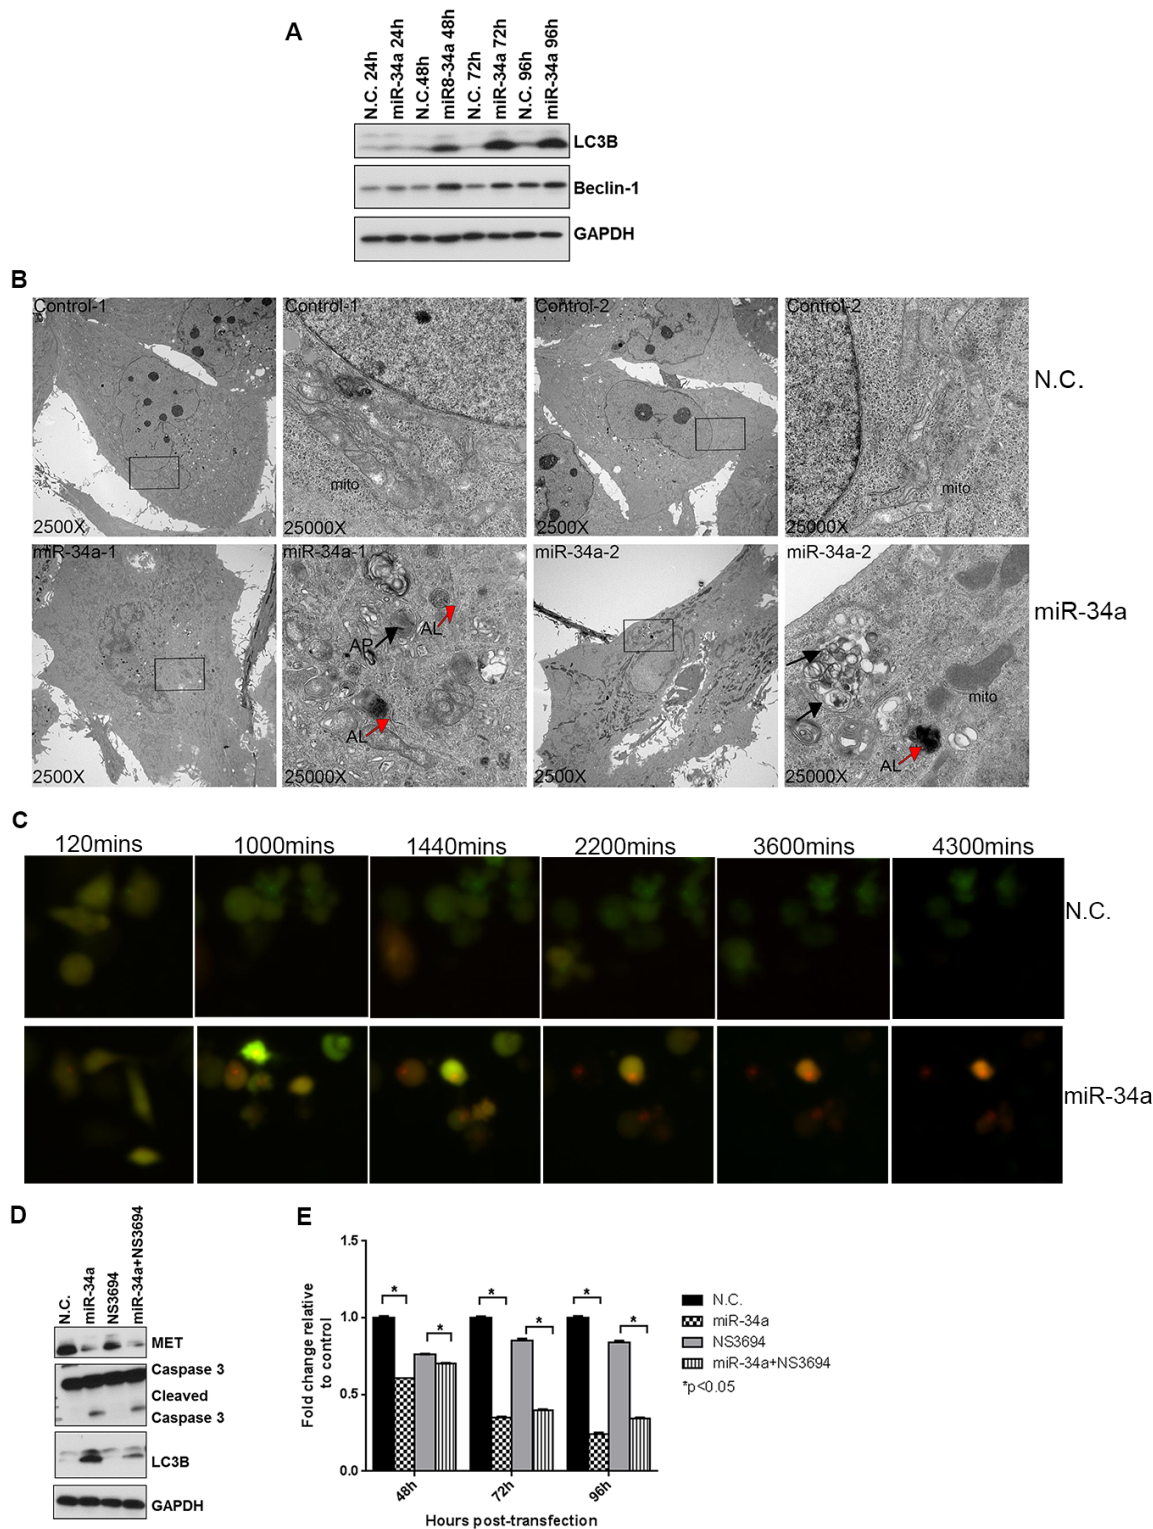 A
N.C. 24h
miR-34a 24h
N.C.48h
miR8-34a 48h
N.C. 72h
miR-34a 72h
N.C. 96h
miR-34a 96h
LC3B
Beclin-1
GAPDH
B
Control-1
2500X
Control-1
mito
25000X
Control-2
2500X
Control-2
mito
25000X
N.C.
miR-34a-1
2500X
miR-34a-1
AP
AL
AL
25000X
miR-34a-2
2500X
miR-34a-2
mito
AL
25000X
miR-34a
C
120mins
1000mins
1440mins
2200mins
3600mins
4300mins
N.C.
miR-34a
D
N.C.
miR-34a
NS3694
miR-34a+NS3694
MET
Caspase 3
Cleaved
Caspase 3
LC3B
GAPDH
E
Fold change relative
to control
1.5
1.0
0.5
0.0
*
*
*
*
*
*
48h
72h
96h
Hours post-transfection
N.C.
miR-34a
NS3694
miR-34a+NS3694
*p<0.05